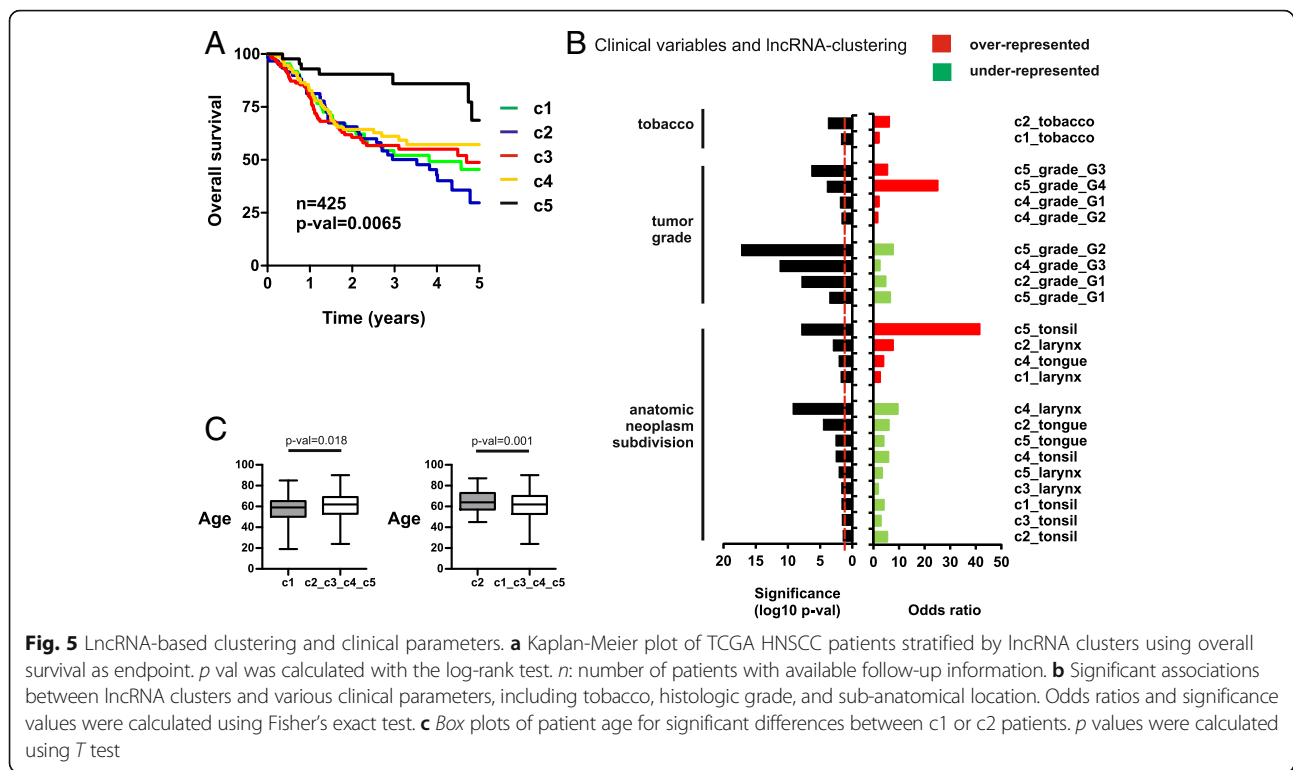 A
100
75
50
25
0
Overall survival
n=425
p-val=0.0065
0 1 2 3 4 5
Time (years)
c1
c2
c3
c4
c5
B Clinical variables and lncRNA-clustering
over-represented
under-represented
tobacco
c2_tobacco
c1_tobacco
tumor
grade
c5_grade_G3
c5_grade_G4
c4_grade_G1
c4_grade_G2
c5_grade_G2
c4_grade_G3
c2_grade_G1
c5_grade_G1
anatomic
neoplasm
subdivision
c5_tonsil
c2_larynx
c4_tongue
c1_larynx
c4_larynx
c2_tongue
c5_tongue
c4_tonsil
c5_larynx
c3_larynx
c1_tonsil
c3_tonsil
c2_tonsil
20 15 10 5 0
0 10 20 30 40 50
Significance
(log10 p-val)
Odds ratio
C
p-val=0.018
100
80
60
40
20
0
Age
c1 c2_c3_c4_c5
p-val=0.001
100
80
60
40
20
0
Age
c2 c1_c3_c4_c5
Fig. 5 LncRNA-based clustering and clinical parameters. a Kaplan-Meier plot of TCGA HNSCC patients stratified by lncRNA clusters using overall
survival as endpoint. p val was calculated with the log-rank test. n: number of patients with available follow-up information. b Significant associations
between lncRNA clusters and various clinical parameters, including tobacco, histologic grade, and sub-anatomical location. Odds ratios and significance
values were calculated using Fisher's exact test. c Box plots of patient age for significant differences between c1 or c2 patients. p values were calculated
using T test